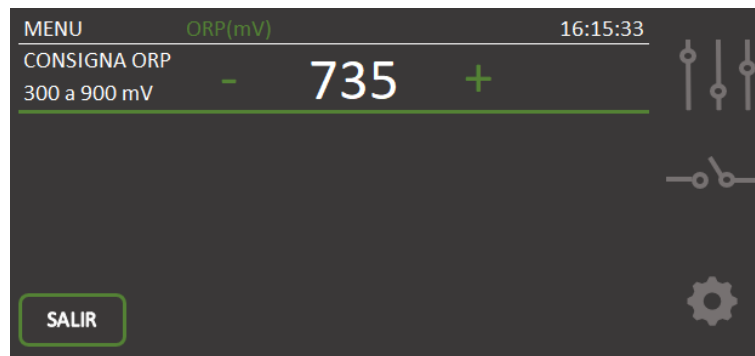 MENU ORP(mV) 16:15:33
CONSIGNA ORP
300 a 900 mV - 735 +
SALIR